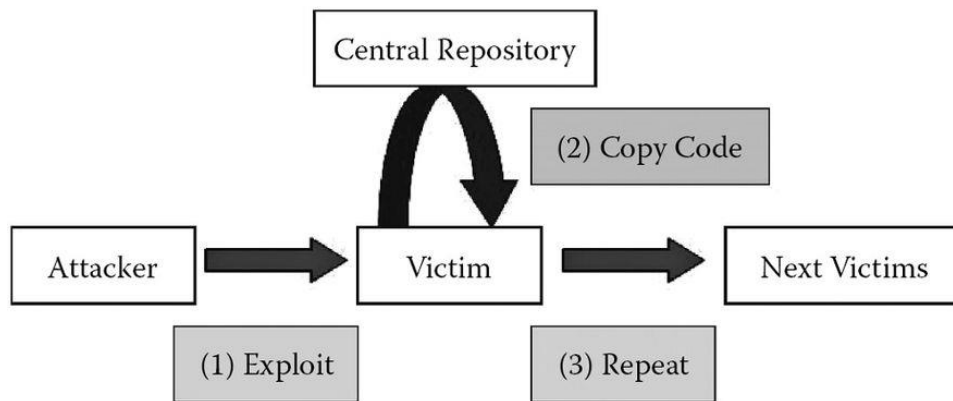 Central Repository
(2) Copy Code
Attacker
Victim
Next Victims
(1) Exploit
(3) Repeat